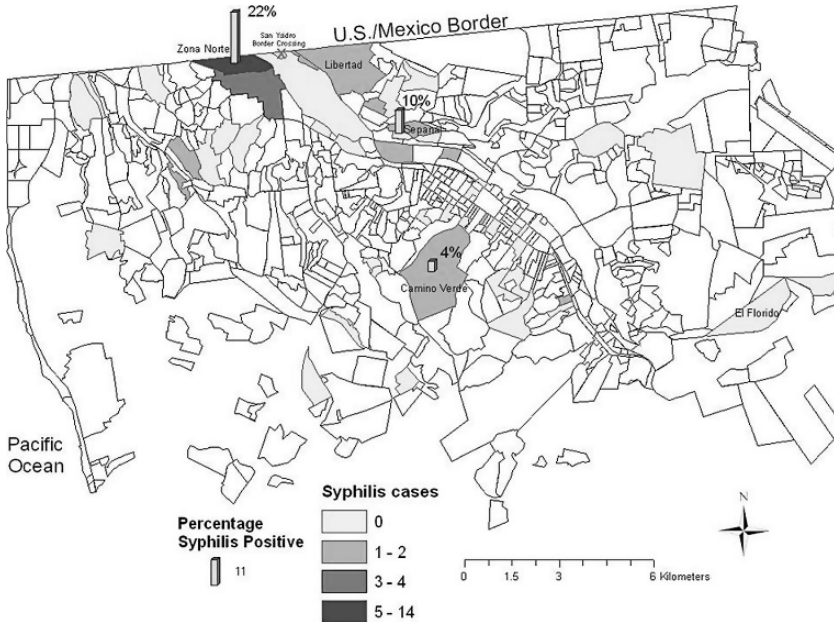 22%
U.S./Mexico Border
San Ysidro
Border Crossing
Zona Norte
Libertad
10%
Sepanal
4%
Camino Verde
El Florido
Pacific
Ocean
Syphilis cases
0
1 - 2
3 - 4
5 - 14
Percentage
Syphilis Positive
11
N
0 1.5 3 6 Kilometers